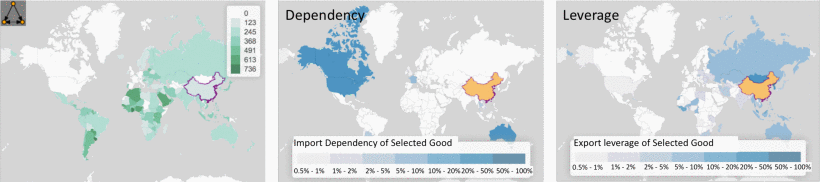 0
123
245
368
491
613
736
Dependency
Import Dependency of Selected Good
0.5% - 1% 1% - 2% 2% - 5% 5% - 10% 10% - 20% 20% - 50% 50% - 100%
Leverage
Export leverage of Selected Good
0.5% - 1% 1% - 2% 2% - 5% 5% - 10% 10% - 20% 20% - 50% 50% - 100%